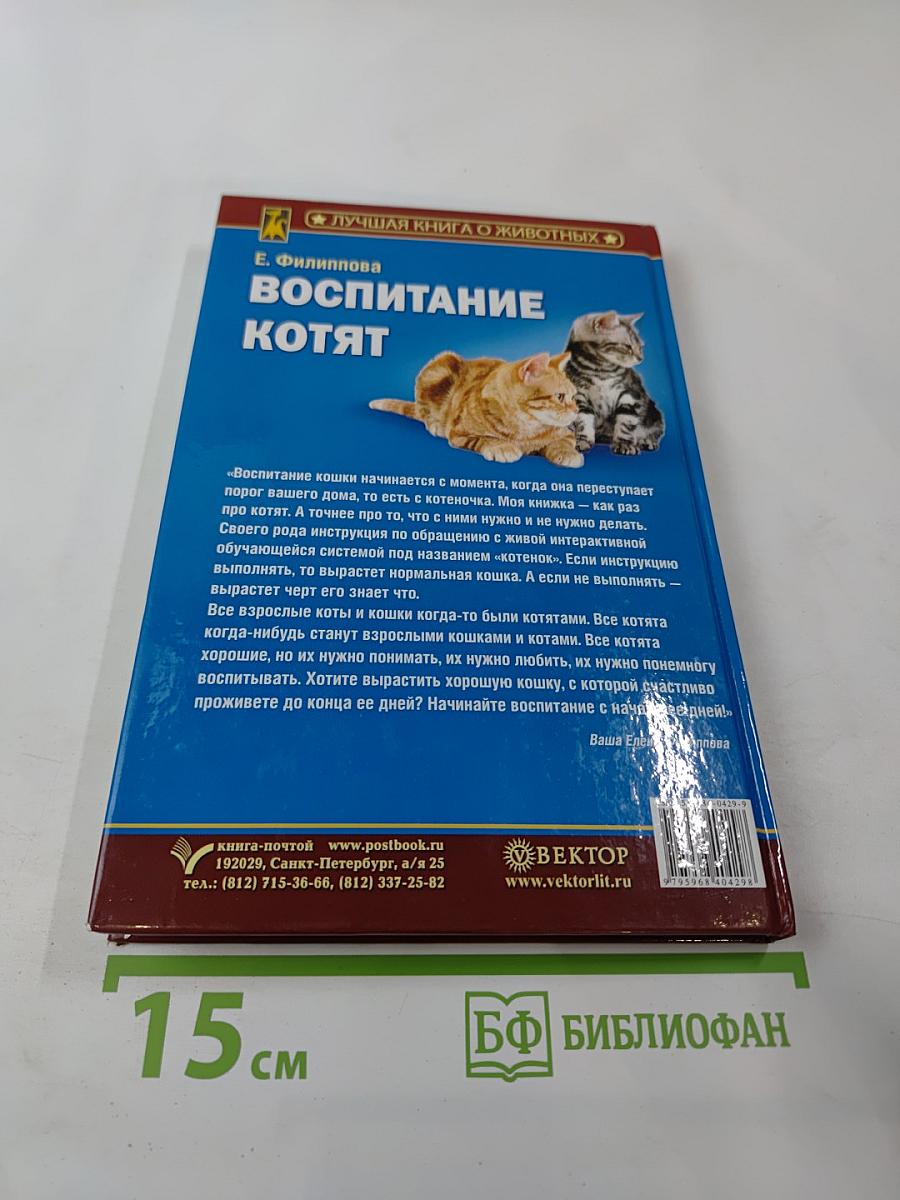 ЛУЧШАЯ КНИГА О ЖИВОТНЫХ
Е. Филиппова
ВОСПИТАНИЕ
КОТЯТ
«Воспитание кошки начинается с момента, когда она переступает
порог вашего дома, то есть с котеночка. Моя книжка — как раз
про котят. А точнее про то, что с ними нужно и не нужно делать.
Своего рода инструкция по обращению с живой интерактивной
обучающейся системой под названием «котенок». Если инструкцию
выполнять, то вырастет нормальная кошка. А если не выполнять —
вырастет черт его знает что.
Все взрослые коты и кошки когда-то были котятами. Все котята
когда-нибудь станут взрослыми кошками и котами. Все котята
хорошие, но их нужно понимать, их нужно любить, их нужно понемногу
воспитывать. Хотите вырастить хорошую кошку, с которой счастливо
проживете до конца ее дней? Начинайте воспитание с ее дней!»
Ваша
книга-почтой www.postbook.ru
192029, Санкт-Петербург, а/я 25
тел.: (812) 715-36-66, (812) 337-25-82
ВЕКТОР
www.vektorlit.ru
0429-9
9795968404298
15 см
БФ БИБЛИОФАН